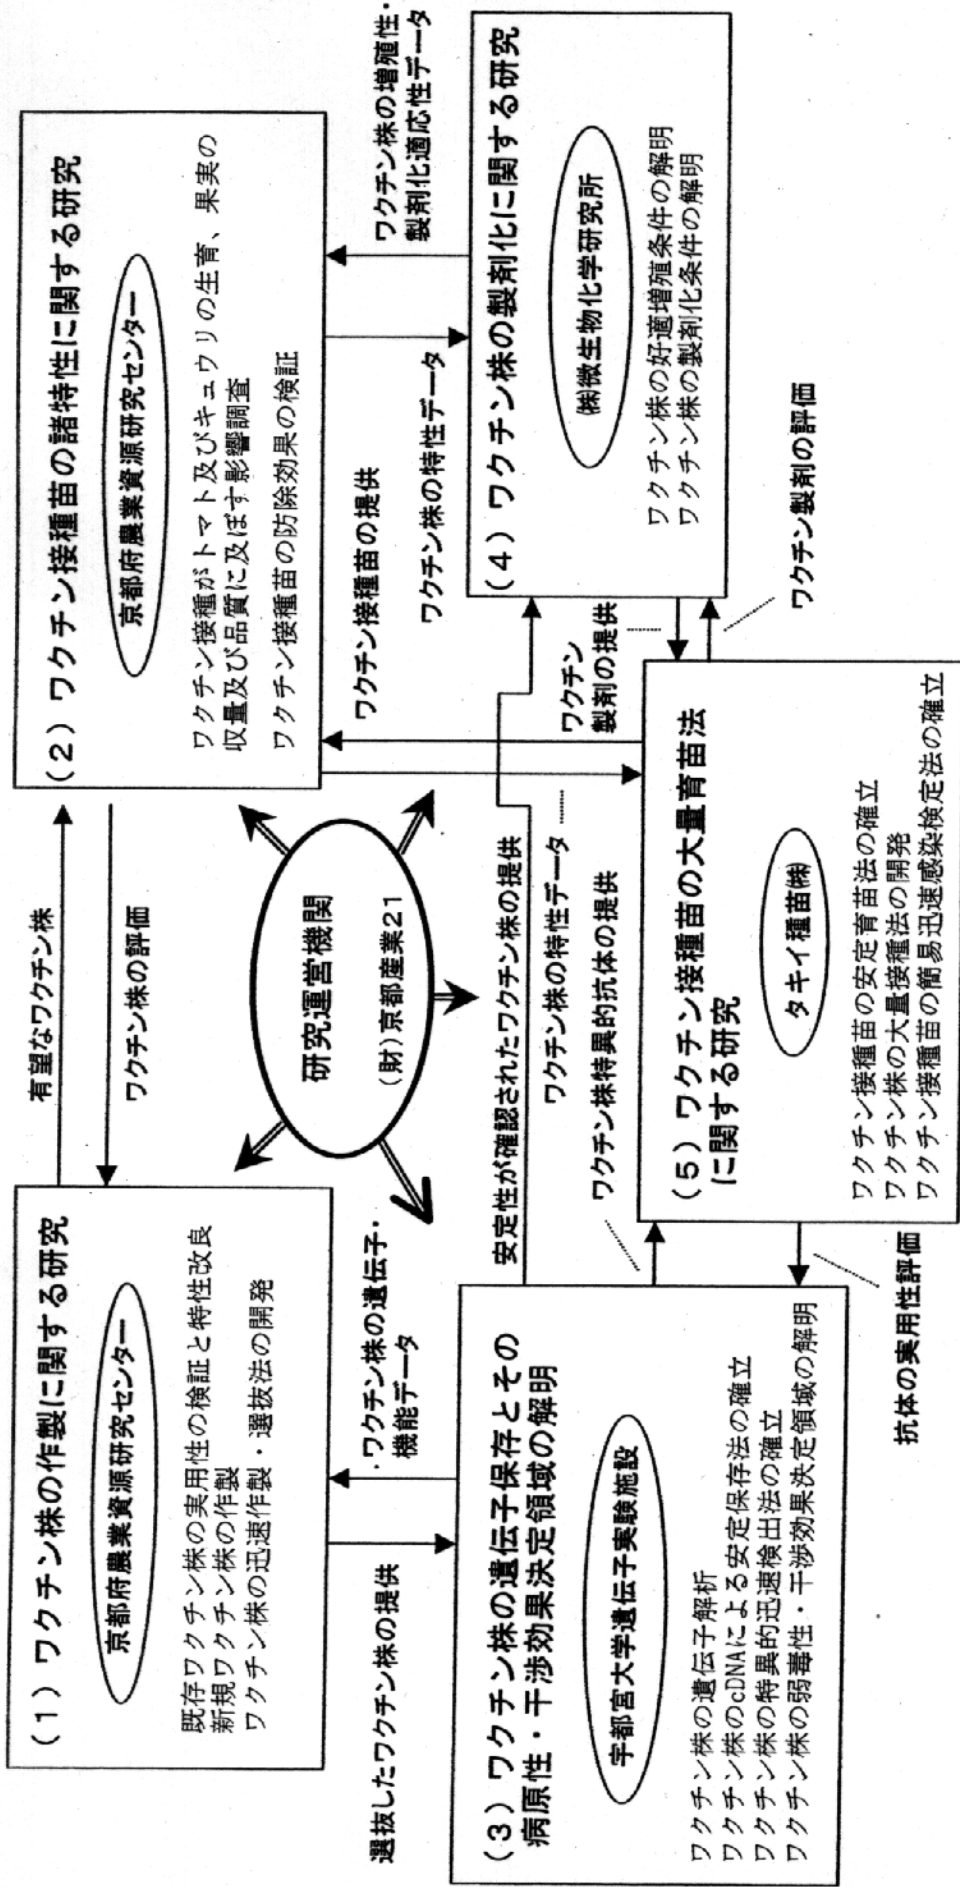 (1) ワクチン株の作製に関する研究
京都府農業資源研究センター
既存ワクチン株の実用性の検証と特性改良
新規ワクチン株の作製
ワクチン株の迅速作製・選抜法の開発
有望なワクチン株
ワクチン株の評価
(2) ワクチン接種苗の諸特性に関する研究
京都府農業資源研究センター
ワクチン接種がトマト及びキュウリの生育、果実の
収量及び品質に及ぼす影響調査
ワクチン接種苗の防除効果の検証
研究運営機関
(財)京都産業21
選抜したワクチン株の提供
・ワクチン株の遺伝子・
機能データ
ワクチン接種苗の提供
ワクチン株の特性データ
ワクチン株の増殖性・
製剤化適応性データ
(3) ワクチン株の遺伝子保存とその
病原性・干渉効果決定領域の解明
宇都宮大学遺伝子実験施設
ワクチン株の遺伝子解析
ワクチン株のcDNAによる安定保存法の確立
ワクチン株の特異的迅速検出法の確立
ワクチン株の弱毒性・干渉効果決定領域の解明
安定性が確認されたワクチン株の提供
ワクチン株の特性データ
ワクチン株特異的抗体の提供
ワクチン
製剤の提供
(4) ワクチン株の製剤化に関する研究
㈱微生物化学研究所
ワクチン株の好適増殖条件の解明
ワクチン株の製剤化条件の解明
ワクチン製剤の評価
(5) ワクチン接種苗の大量育苗法
に関する研究
タキイ種苗㈱
ワクチン接種苗の安定育苗法の確立
ワクチン株の大量接種法の開発
ワクチン接種苗の簡易迅速感染検定法の確立
抗体の実用性評価